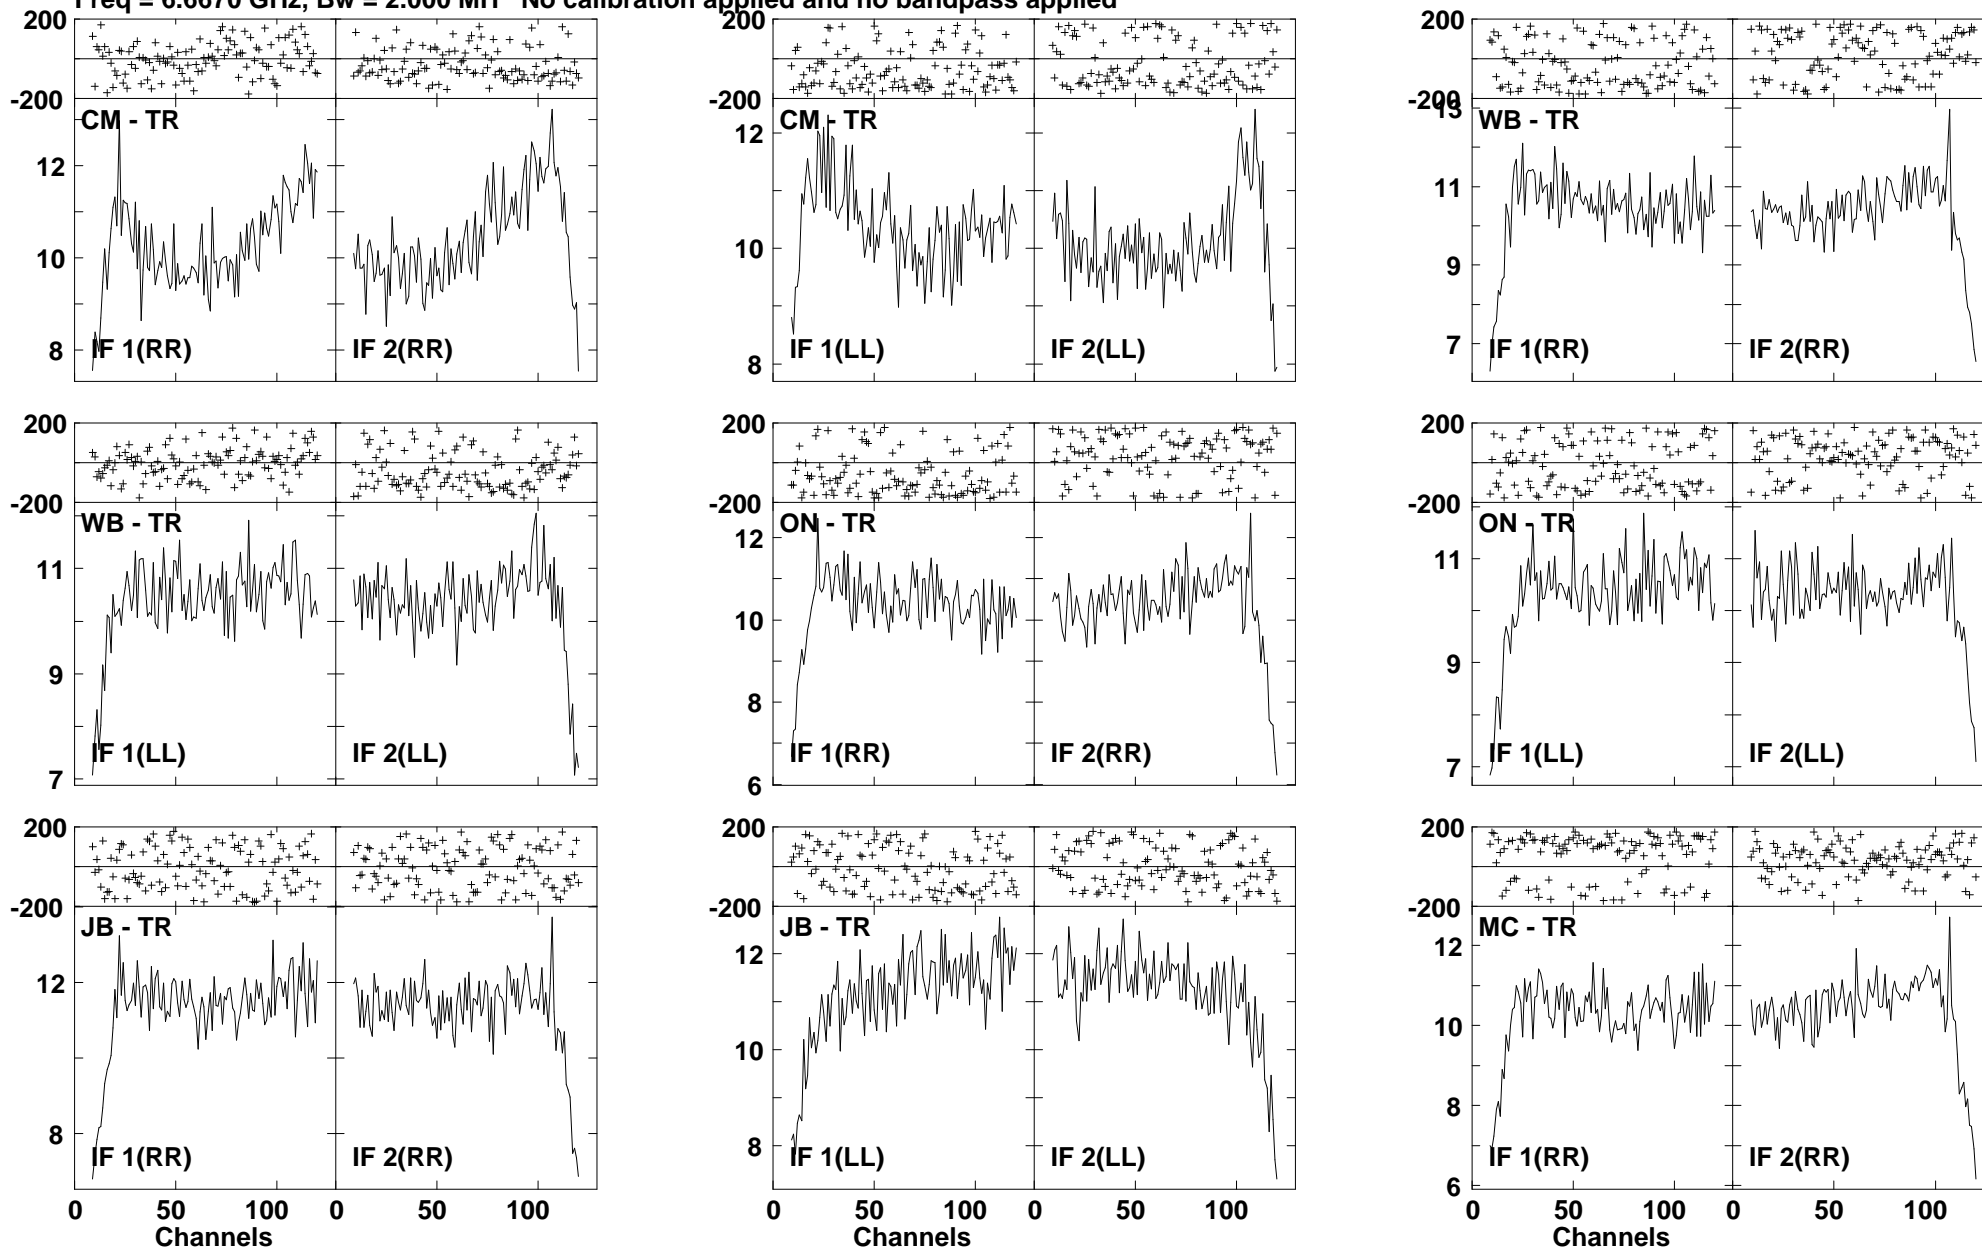 Freq = 6.6670 GHz, Bw = 2.000 MH No calibration applied and no bandpass applied
200 200
-200 -200 -200
CM - TR CM - TR WB - TR
13
12 12 11
10 10 9
8 8 7
IF 1(RR) IF 2(RR) IF 1(LL) IF 2(LL) IF 1(RR) IF 2(RR)
200 200 200
-200 -200 -200
WB - TR ON - TR ON - TR
11 12 11
10
9 8 9
7 6 7
IF 1(LL) IF 2(LL) IF 1(RR) IF 2(RR) IF 1(LL) IF 2(LL)
200 200 200
-200 -200 -200
JB - TR JB - TR MC - TR
12 12 12
10 10
8 8 8
6
IF 1(RR) IF 2(RR) IF 1(LL) IF 2(LL) IF 1(RR) IF 2(RR)
0 50 100 0 50 100 0 50 100 0 50 100 0 50 100 0 50 100
Channels Channels